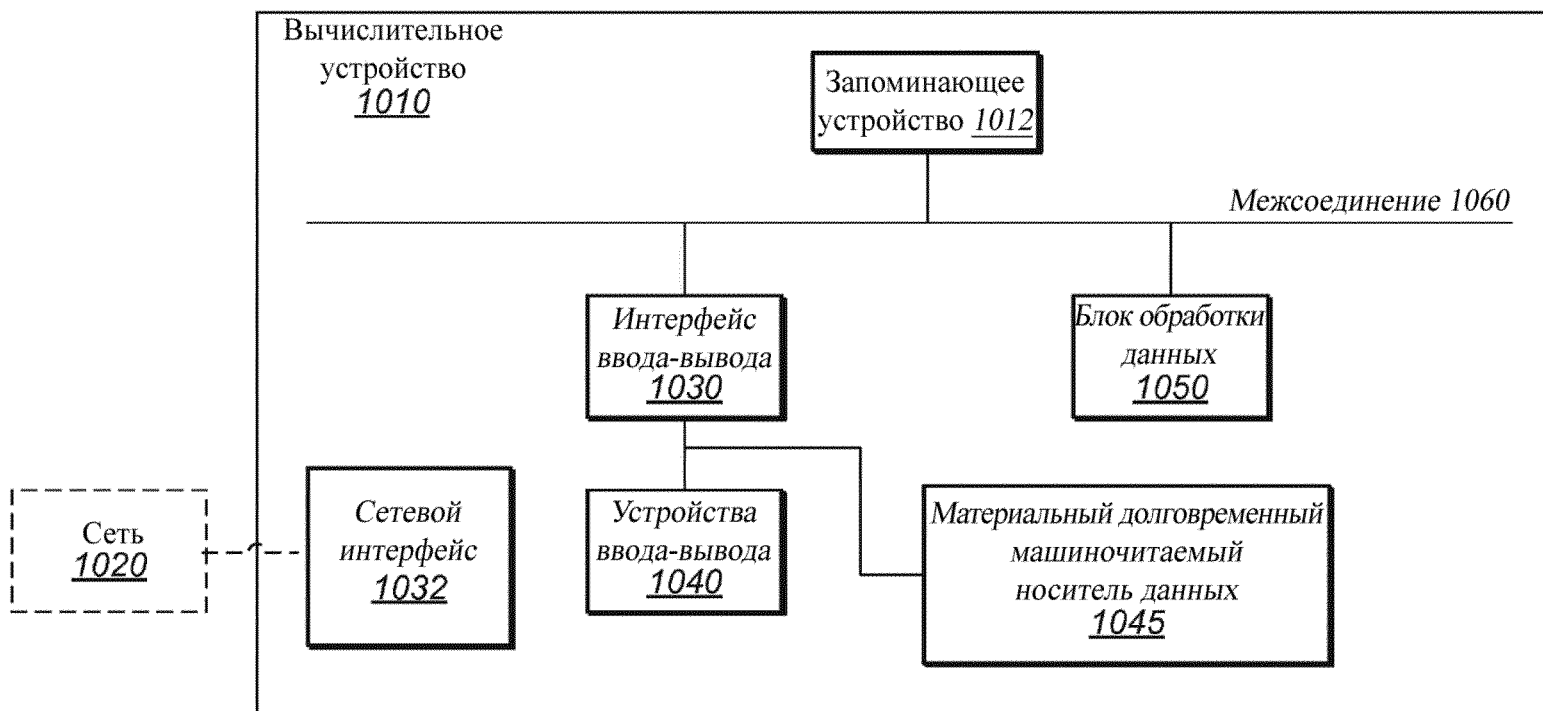 Вычислительное
устройство
1010
Запоминающее
устройство 1012
Межсоединение 1060
Интерфейс
ввода-вывода
1030
Блок обработки
данных
1050
Сеть
1020
Сетевой
интерфейс
1032
Устройства
ввода-вывода
1040
Материальный долговременный
машиночитаемый
носитель данных
1045